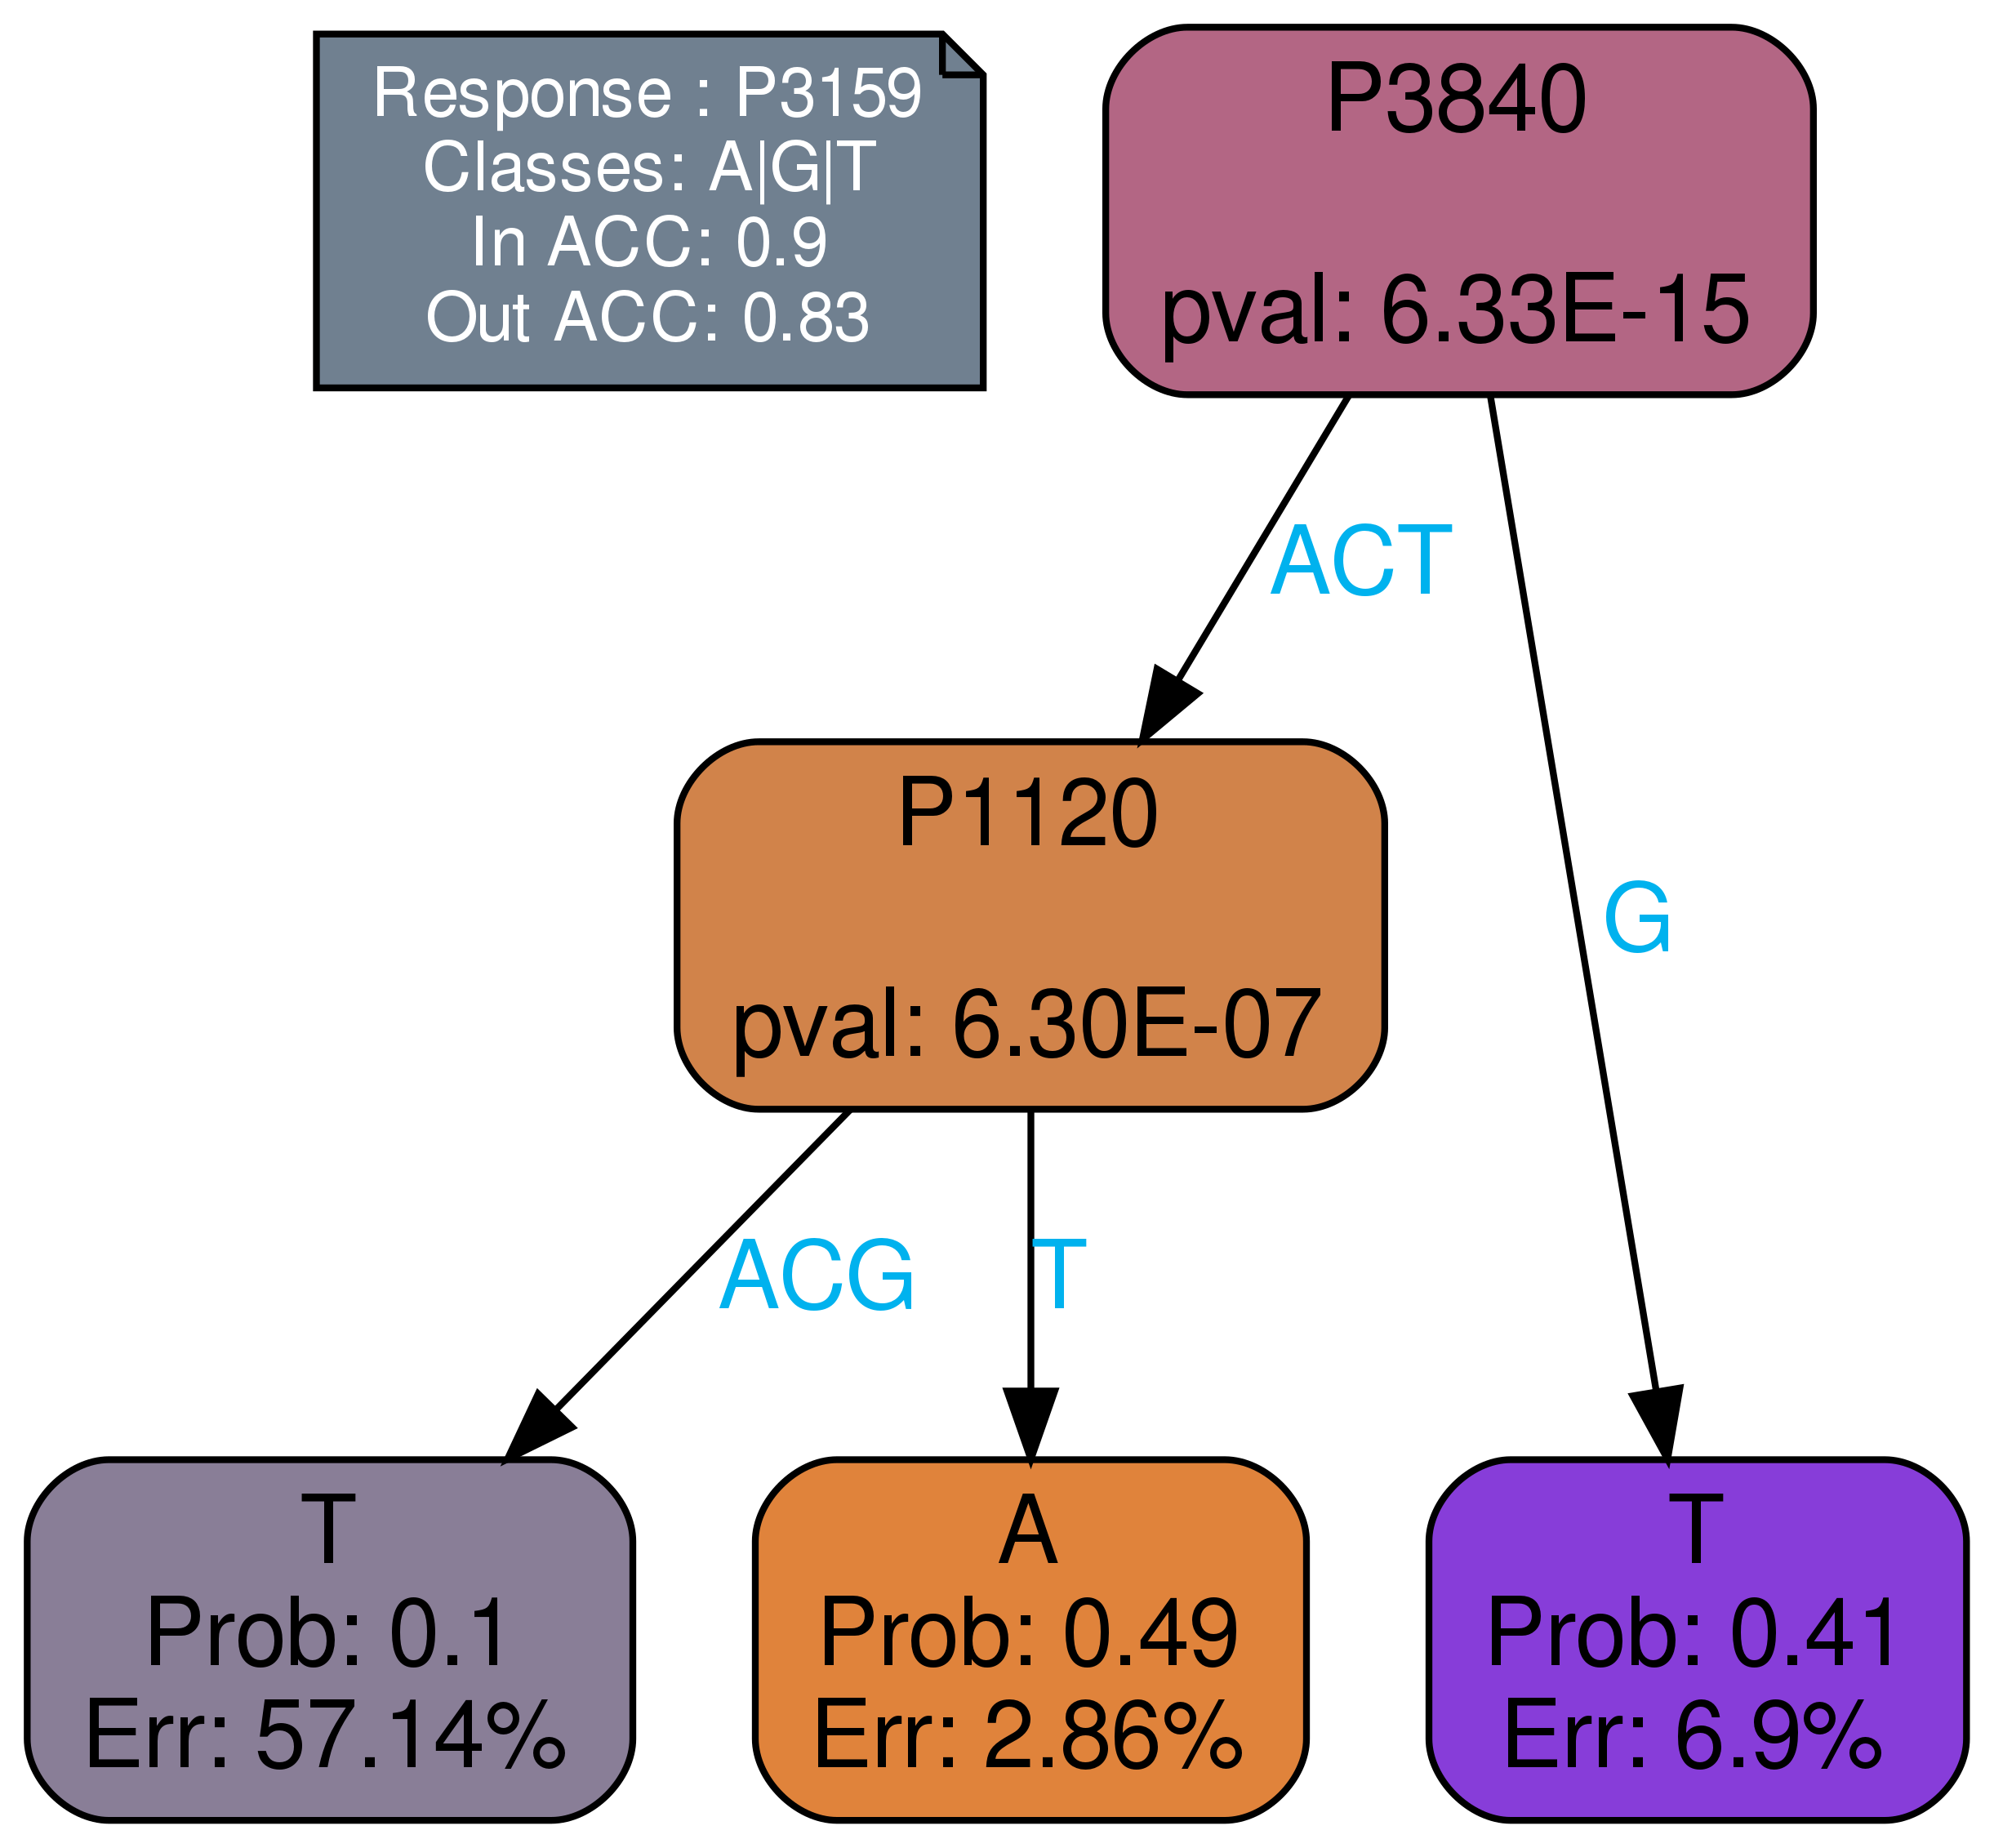 Response : P3159
Classes: A|G|T
In ACC: 0.9
Out ACC: 0.83
P3840
pval: 6.33E-15
ACT
G
P1120
pval: 6.30E-07
ACG
T
T
Prob: 0.1
Err: 57.14%
A
Prob: 0.49
Err: 2.86%
T
Prob: 0.41
Err: 6.9%